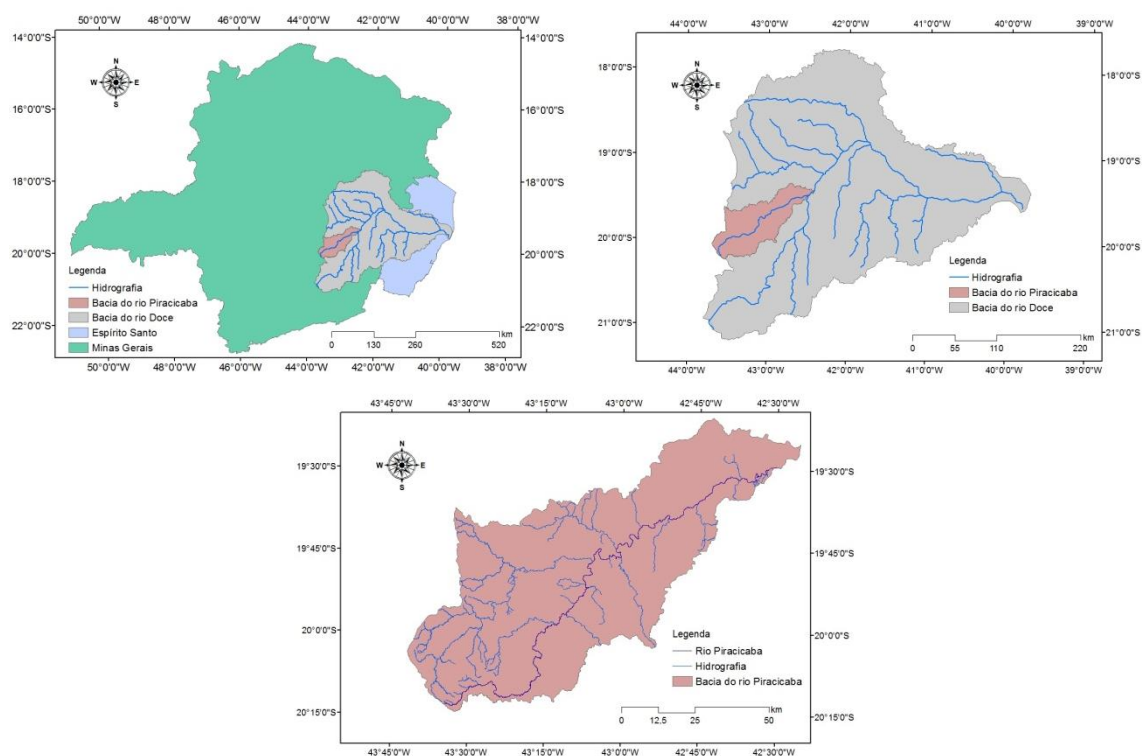 50°0'0"W 48°0'0"W 46°0'0"W 44°0'0"W 42°0'0"W 40°0'0"W 38°0'0"W
14°0'0"S 14°0'0"S
16°0'0"S 16°0'0"S
18°0'0"S 18°0'0"S
20°0'0"S 20°0'0"S
22°0'0"S 22°0'0"S
N
W E
S
Legenda
Hidrografia
Bacia do rio Piracicaba
Bacia do rio Doce
Espírito Santo
Minas Gerais
km
0 130 260 520
50°0'0"W 48°0'0"W 46°0'0"W 44°0'0"W 42°0'0"W 40°0'0"W 38°0'0"W
44°0'0"W 43°0'0"W 42°0'0"W 41°0'0"W 40°0'0"W
18°0'0"S 18°0'0"S
19°0'0"S 19°0'0"S
20°0'0"S 20°0'0"S
21°0'0"S 21°0'0"S
N
W E
S
Legenda
Hidrografia
Bacia do rio Piracicaba
Bacia do rio Doce
km
0 55 110 220
44°0'0"W 43°0'0"W 42°0'0"W 41°0'0"W 40°0'0"W 39°0'0"W
43°45'0"W 43°30'0"W 43°15'0"W 43°0'0"W 42°45'0"W 42°30'0"W
19°30'0"S 19°30'0"S
19°45'0"S 19°45'0"S
20°0'0"S 20°0'0"S
20°15'0"S 20°15'0"S
N
W E
S
Legenda
Rio Piracicaba
Hidrografia
Bacia do rio Piracicaba
km
0 12,5 25 50
43°45'0"W 43°30'0"W 43°15'0"W 43°0'0"W 42°45'0"W 42°30'0"W